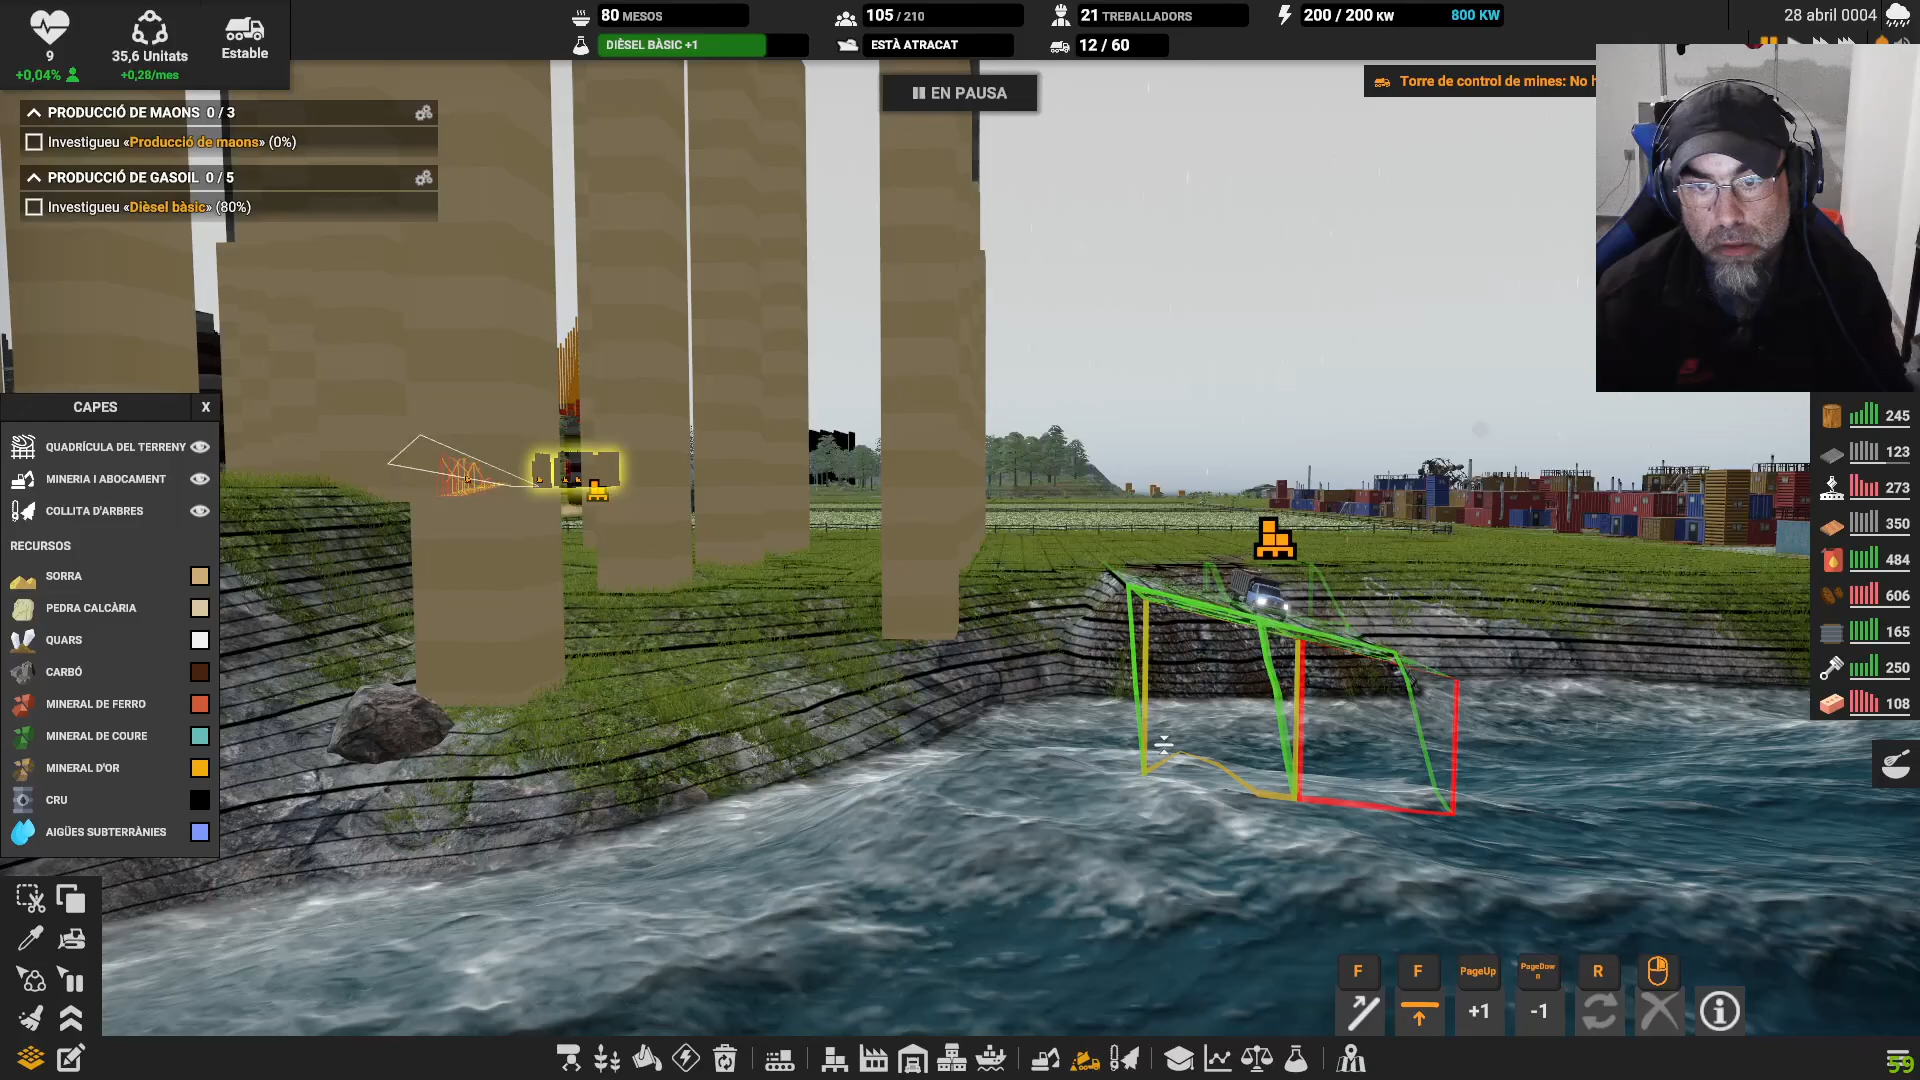 9
+0,04%
35,6 Unitats
+0,28/mes
Estable
80 MESOS
DIÈSEL BÀSIC +1
105 / 210
ESTÀ ATRACAT
21 TREBALLADORS
12 / 60
200 / 200 KW
800 KW
28 abril 0004
EN PAUSA
Torre de control de mines: No
PRODUCCIÓ DE MAONS 0 / 3
Investigueu «Producció de maons» (0%)
PRODUCCIÓ DE GASOIL 0 / 5
Investigueu «Dièsel bàsic» (80%)
CAPES
X
QUADRÍCULA DEL TERRENY
MINERIA I ABOCAMENT
COLLITA D'ARBRES
RECURSOS
SORRA
PEDRA CALCÀRIA
QUARS
CARBÓ
MINERAL DE FERRO
MINERAL DE COURE
MINERAL D'OR
CRU
AIGÜES SUBTERRÀNIES
245
123
273
350
484
606
165
250
108
F
F
PageUp
PageDown
R
+1
-1
59